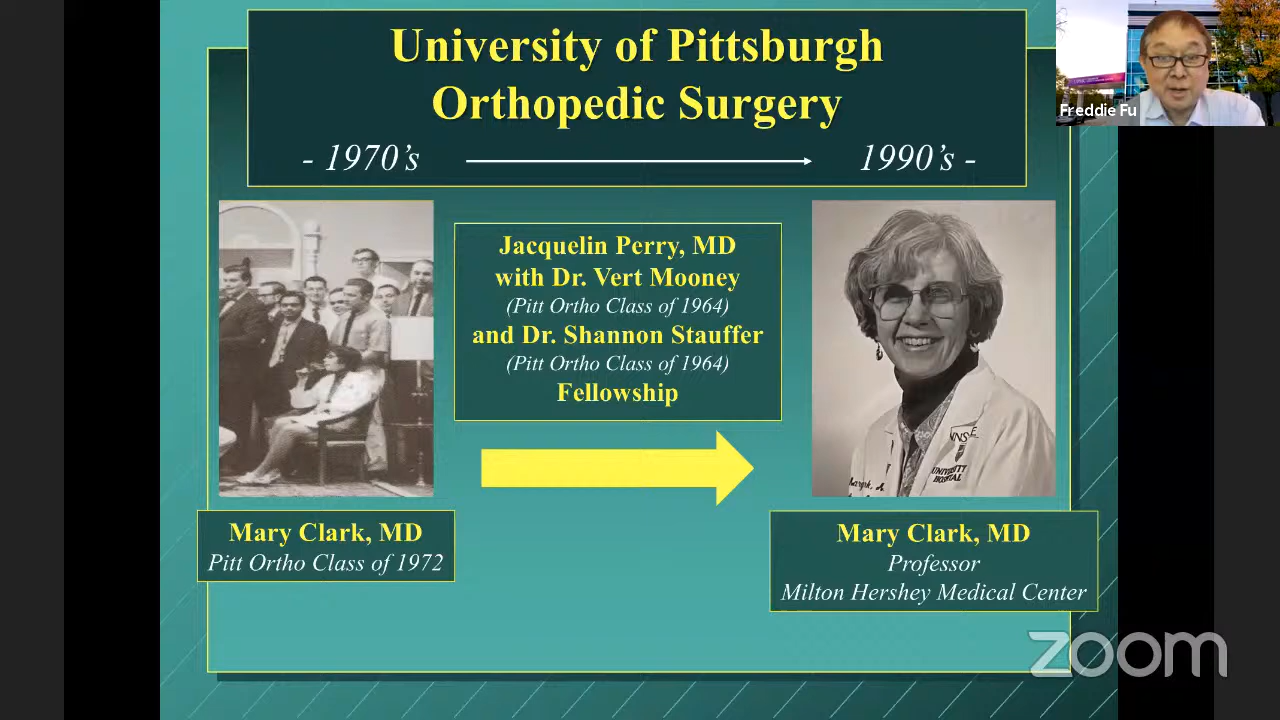 University of Pittsburgh
Orthopedic Surgery
- 1970's
1990's -
Freddie Fu
Jacquelin Perry, MD
with Dr. Vert Mooney
(Pitt Ortho Class of 1964)
and Dr. Shannon Stauffer
(Pitt Ortho Class of 1964)
Fellowship
UNIVERSITY
HOSPITAL
Mary Clark, MD
Pitt Ortho Class of 1972
Mary Clark, MD
Professor
Milton Hershey Medical Center
zoom